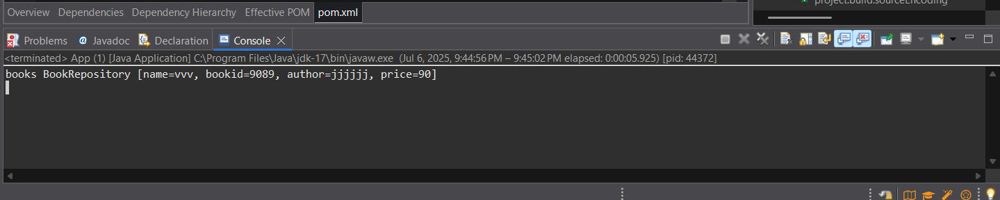 project.build.sourceEncoding
Overview Dependencies Dependency Hierarchy Effective POM pom.xml
Problems @ Javadoc Declaration Console
<terminated> App (1) [Java Application] C:\Program Files\Java\jdk-17\bin\javaw.exe (Jul 6, 2025, 9:44:56 PM – 9:45:02 PM elapsed: 0:00:05.925) [pid: 44372]
books BookRepository [name=vvv, bookid=9089, author=jjjjjj, price=90]